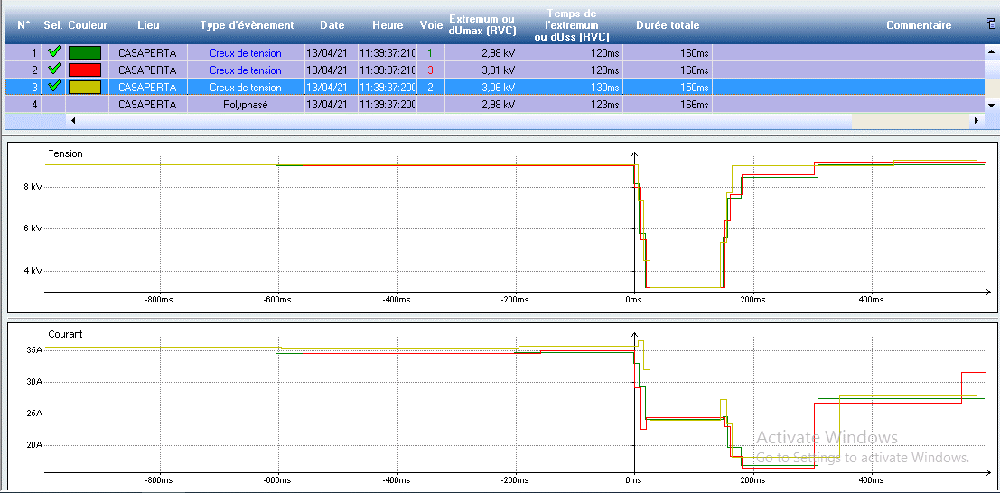 N° Sel. Couleur Lieu Type d'évènement Date Heure Voie Extremum ou dUmax (RVC) Temps de l'extremum ou dUss (RVC) Durée totale Commentaire
1 CASAPERTA Creux de tension 13/04/21 11:39:37:210 1 2,98 kV 120ms 160ms
2 CASAPERTA Creux de tension 13/04/21 11:39:37:210 3 3,01 kV 120ms 160ms
3 CASAPERTA Creux de tension 13/04/21 11:39:37:200 2 3,06 kV 130ms 150ms
4 CASAPERTA Polyphasé 13/04/21 11:39:37:200 2,98 kV 123ms 166ms
Tension
8 kV
6 kV
4 kV
-800ms -600ms -400ms -200ms 0ms 200ms 400ms
Courant
35A
30A
25A
20A
-800ms -600ms -400ms -200ms 0ms 200ms 400ms
Activate Windows
Go to Settings to activate Windows.